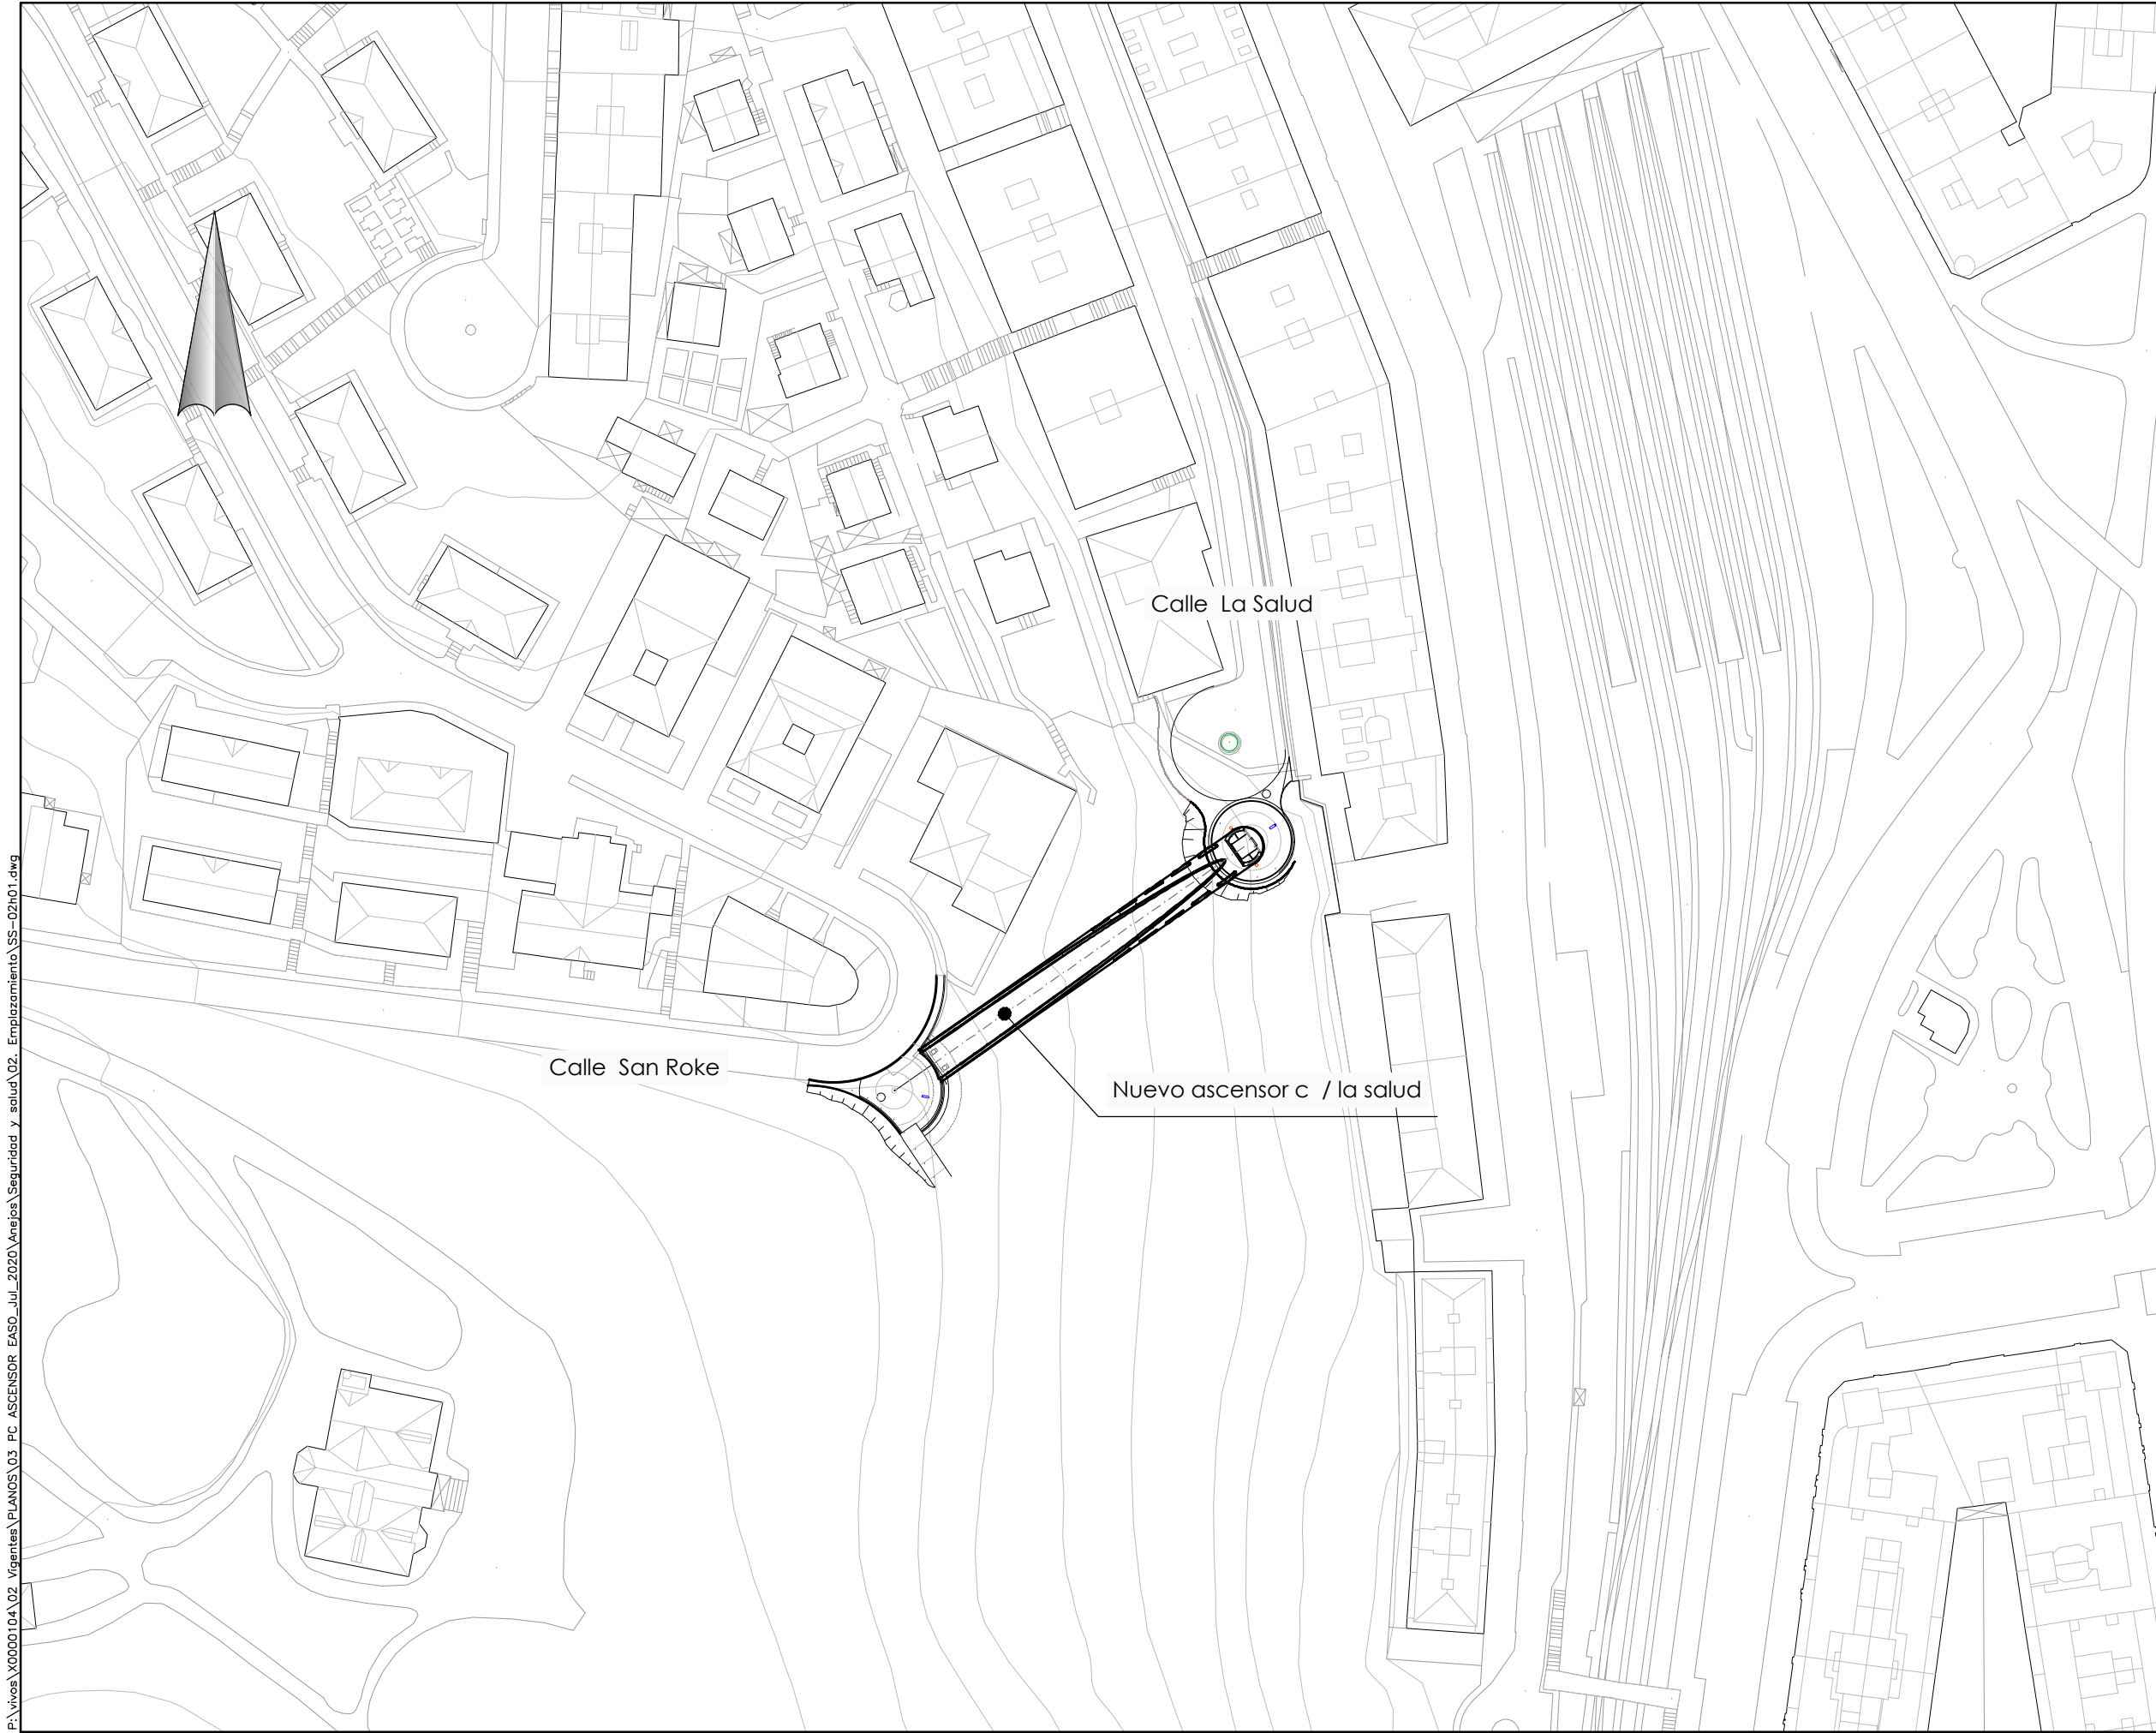 Calle La Salud
Calle San Roke
Nuevo ascensor c / la salud
P:\vivos\X0000104\02 Vigentes\PLANOS\03 PC ASCENSOR EASO_Jul_2020\Anejos\Seguridad y salud\02. Emplazamiento\SS-02h01.dwg